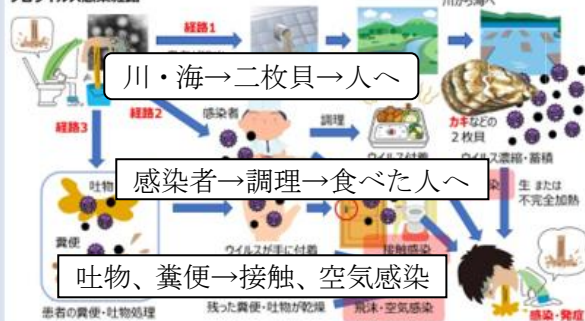 川から海へ
経路1
川・海→二枚貝→人へ
経路2
感染者
調理
カキなどの
2枚貝
経路3
ウイルス濃縮・蓄積
感染者→調理→食べた人へ
吐物
生 または
不完全加熱
糞便
ウイルスが手に付着
接触感染
吐物、糞便→接触、空気感染
患者の糞便・吐物処理
残った糞便・吐物が乾燥
飛沫・空気感染
感染・発症